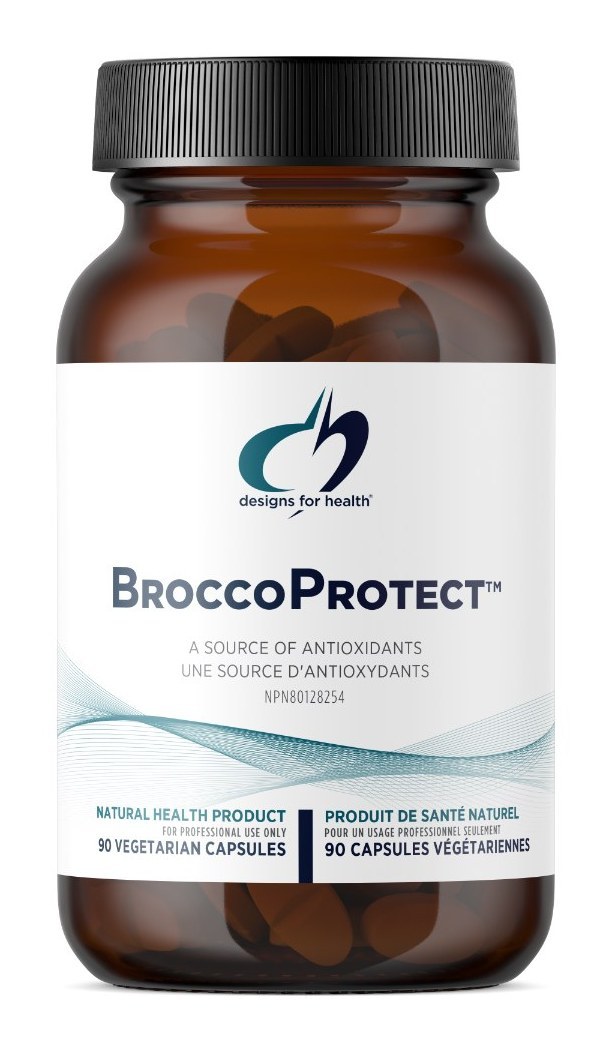 designs for health®
BROCCOPROTECT™
A SOURCE OF ANTIOXIDANTS
UNE SOURCE D'ANTIOXYDANTS
NPN80128254
NATURAL HEALTH PRODUCT
FOR PROFESSIONAL USE ONLY
90 VEGETARIAN CAPSULES
PRODUIT DE SANTÉ NATUREL
POUR UN USAGE PROFESSIONNEL SEULEMENT
90 CAPSULES VÉGÉTARIENNES